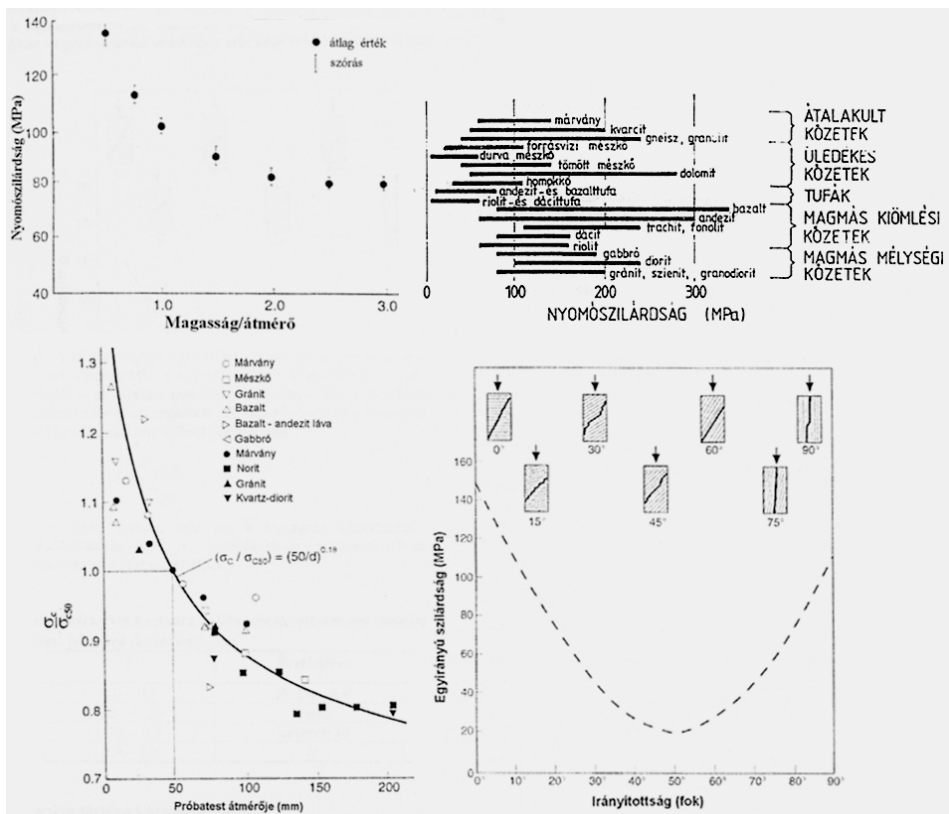 Nyomószilárdság (MPa)
140
120
100
80
60
40
1.0
2.0
3.0
Magasság/átmérő
átlag érték
szórás
márvány
kvarcit
gneisz, granulit
forrásvízi mészkő
durva mészkő
tömött mészkő
dolomit
homokkő
andezit-és bazalttufa
riolit-és dácittufa
bazalt
andezit
trachit, fonolit
dácit
riolit
gabbró
diorit
gránit, szienit, granodiorit
ÁTALAKULT
KŐZETEK
ÜLEDÉKES
KŐZETEK
TUFÁK
MAGMÁS KIÖMLÉSI
KŐZETEK
MAGMÁS MÉLYSÉGI
KŐZETEK
0 100 200 300
NYOMÓSZILÁRDSÁG (MPa)
1.3
1.2
1.1
1.0
0.9
0.8
0.7
σc/σc50
Márvány
Mészkő
Gránit
Bazalt
Bazalt - andezit láva
Gabbró
Márvány
Norit
Gránit
Kvartz-diorit
(σC / σC50) = (50/d)^0.18
0 50 100 150 200
Próbatest átmérője (mm)
0° 30° 60° 90°
15° 45° 75°
Egyirányú szilárdság (MPa)
160
140
120
100
80
60
40
20
0
0° 10° 20° 30° 40° 50° 60° 70° 80° 90°
Irányítottság (fok)